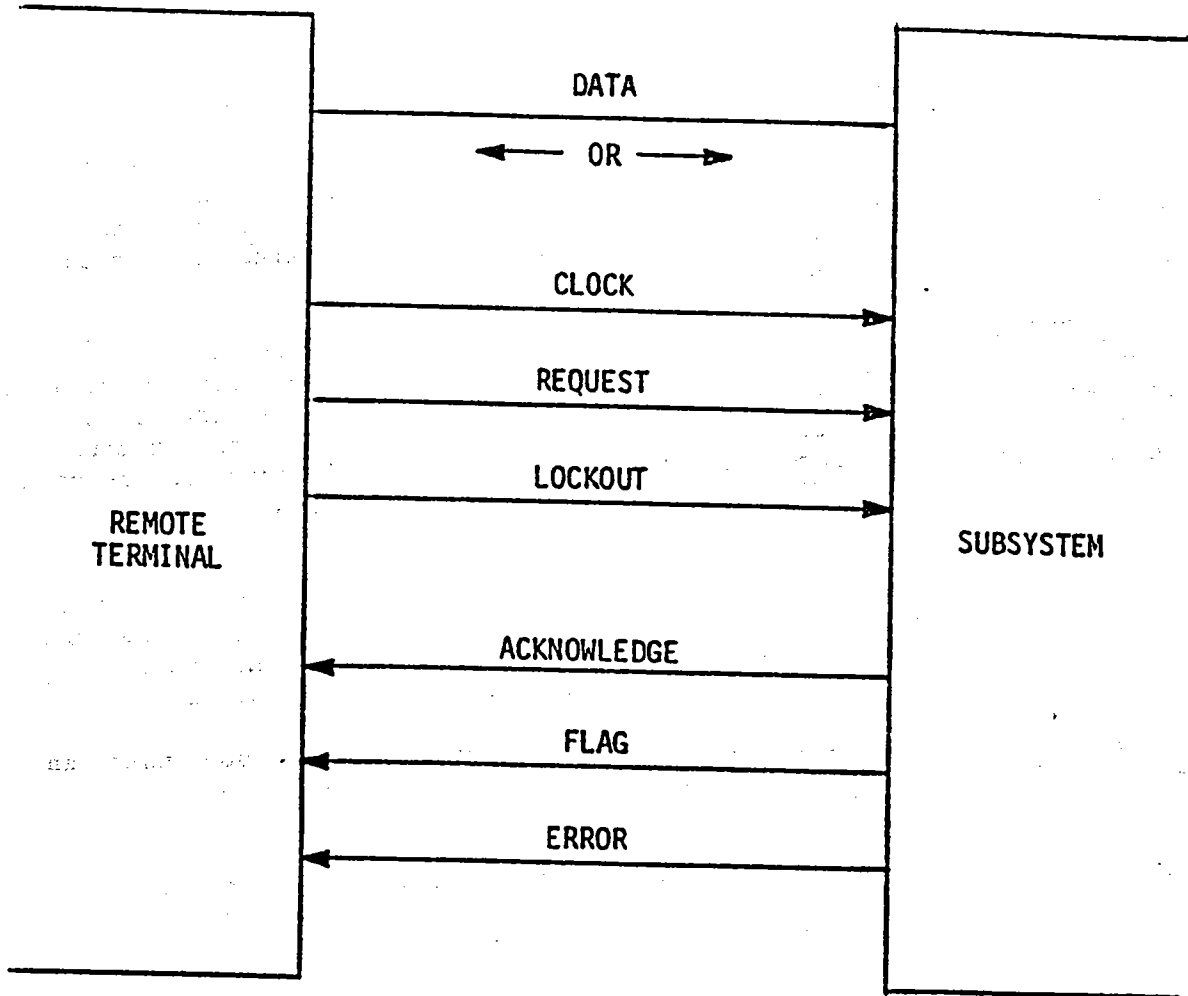 DATA
OR
CLOCK
REQUEST
LOCKOUT
REMOTE
TERMINAL
SUBSYSTEM
ACKNOWLEDGE
FLAG
ERROR